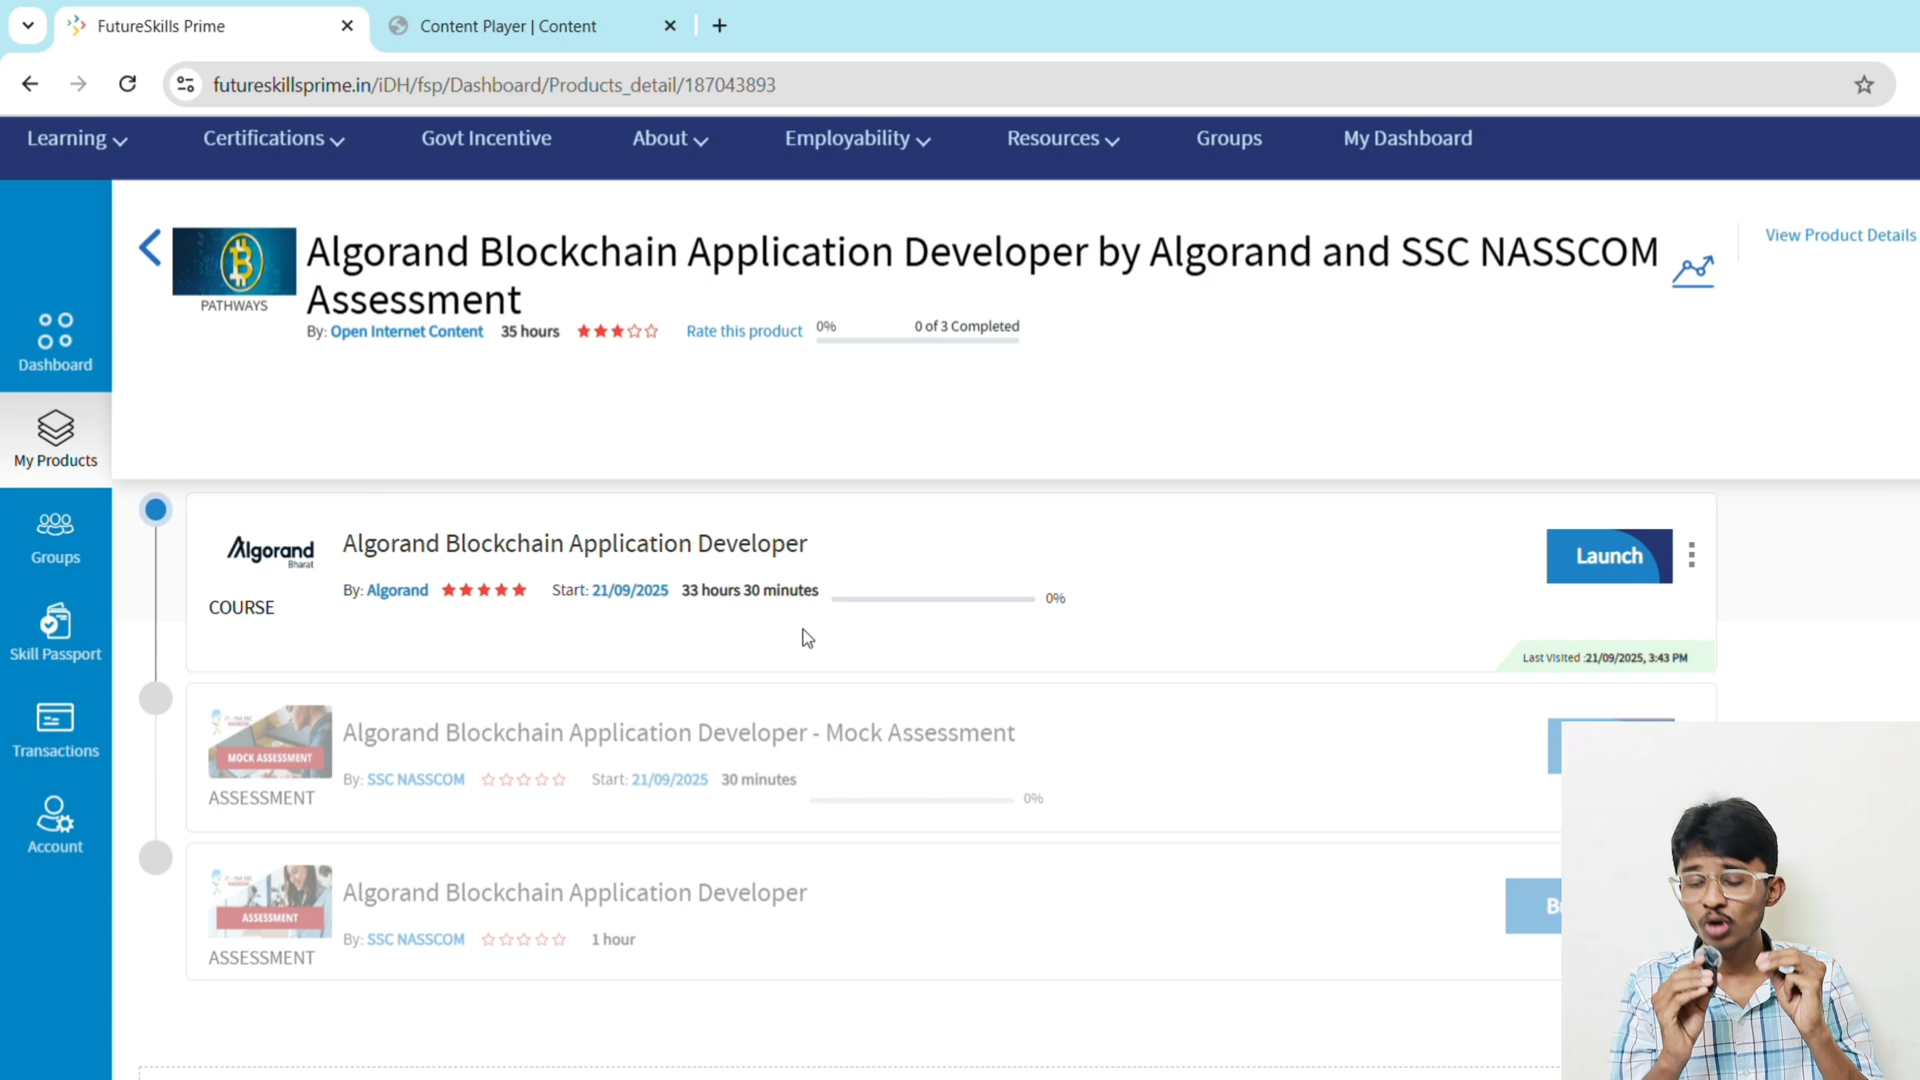 FutureSkills Prime
Content Player | Content
futureskillsprime.in/iDH/fsp/Dashboard/Products_detail/187043893
Learning
Certifications
Govt Incentive
About
Employability
Resources
Groups
My Dashboard
Algorand Blockchain Application Developer by Algorand and SSC NASSCOM
Assessment
View Product Details
PATHWAYS
By: Open Internet Content 35 hours Rate this product 0% 0 of 3 Completed
Dashboard
My Products
Groups
Skill Passport
Transactions
Account
Algorand
Bharat
COURSE
Algorand Blockchain Application Developer
By: Algorand Start: 21/09/2025 33 hours 30 minutes 0%
Launch
Last Visited :21/09/2025, 3:43 PM
MOCK ASSESSMENT
ASSESSMENT
Algorand Blockchain Application Developer - Mock Assessment
By: SSC NASSCOM Start: 21/09/2025 30 minutes 0%
ASSESSMENT
ASSESSMENT
Algorand Blockchain Application Developer
By: SSC NASSCOM 1 hour